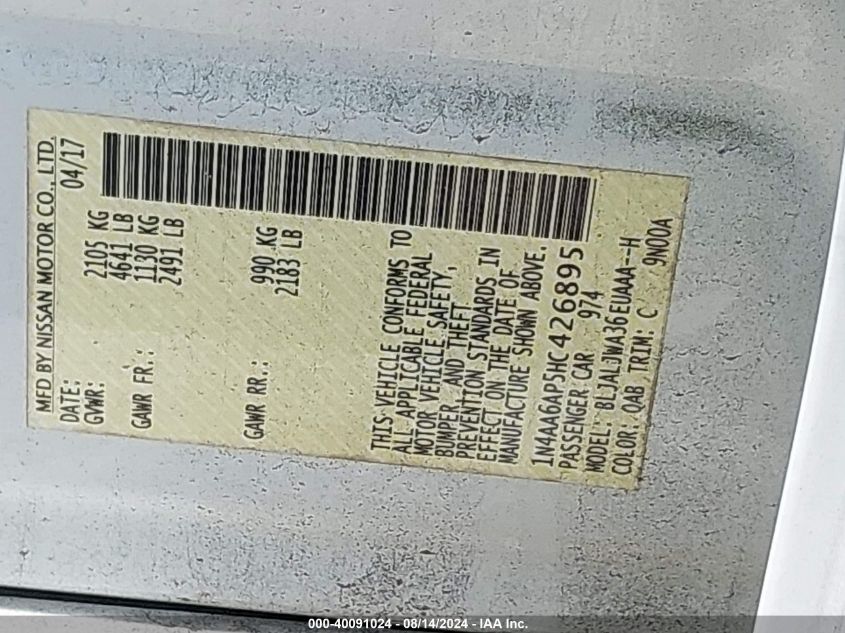 MFD BY NISSAN MOTOR CO., LTD.
DATE: 04/17
GVWR: 2105 KG
4641 LB
GAWR FR.: 1130 KG
2491 LB
GAWR RR.: 990 KG
2183 LB
THIS VEHICLE CONFORMS TO
ALL APPLICABLE FEDERAL
MOTOR VEHICLE SAFETY,
BUMPER, AND THEFT
PREVENTION STANDARDS IN
EFFECT ON THE DATE OF
MANUFACTURE SHOWN ABOVE.
1N4AA6AP5HC426895
PASSENGER CAR 974
MODEL: BLJALJWA36EUAAA--H
COLOR: QAB TRIM: C 9N00A
000-40091024 - 08/14/2024 - IAA Inc.